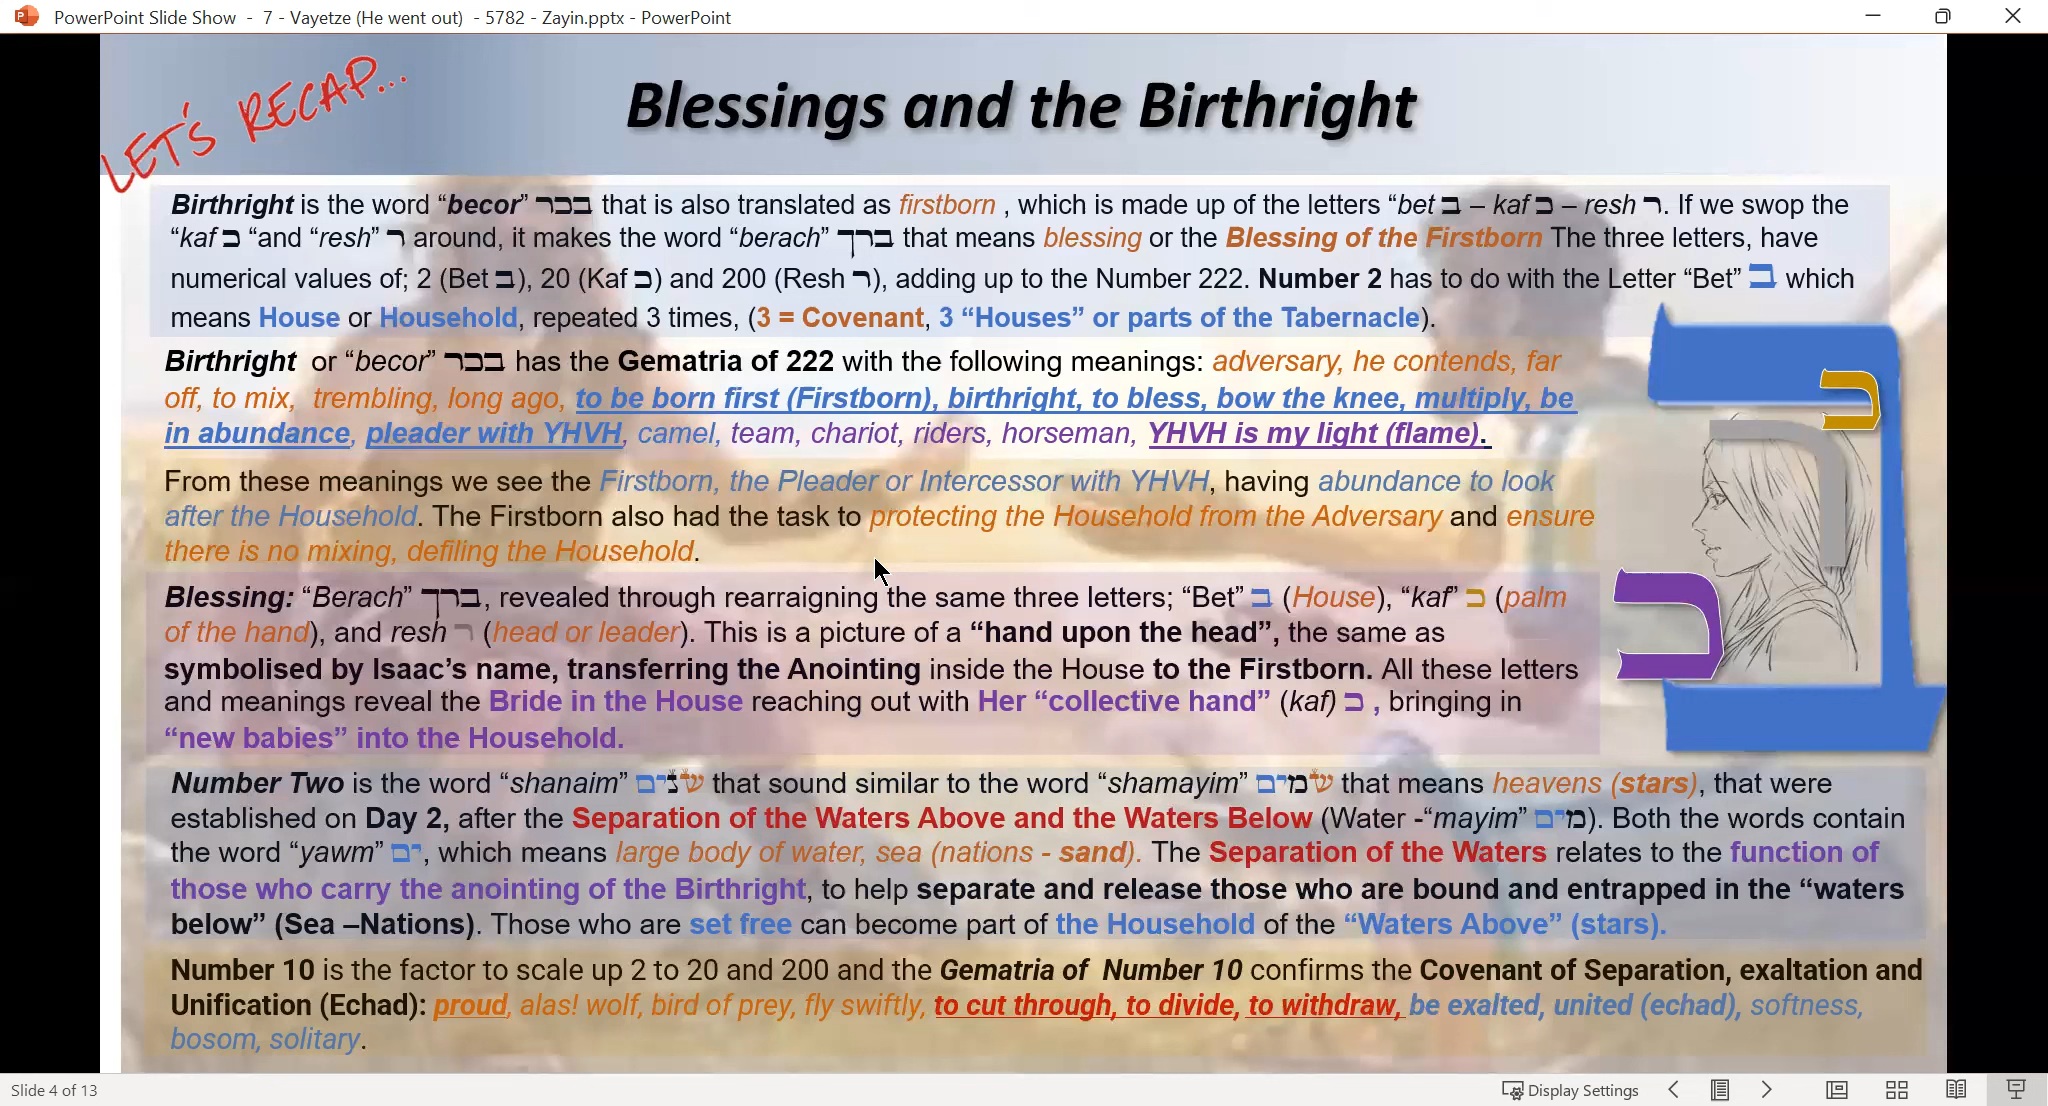 PowerPoint Slide Show - 7 - Vayetze (He went out) - 5782 - Zayin.pptx - PowerPoint
LET'S RECAP...
Blessings and the Birthright
Birthright is the word “becor” בכר that is also translated as firstborn , which is made up of the letters “bet ב – kaf כ – resh ר. If we swop the
“kaf כ “and “resh” ר around, it makes the word “berach” ברך that means blessing or the Blessing of the Firstborn The three letters, have
numerical values of; 2 (Bet ב), 20 (Kaf כ) and 200 (Resh ר), adding up to the Number 222. Number 2 has to do with the Letter “Bet” ב which
means House or Household, repeated 3 times, (3 = Covenant, 3 “Houses” or parts of the Tabernacle).
Birthright or “becor” בכר has the Gematria of 222 with the following meanings: adversary, he contends, far
off, to mix, trembling, long ago, to be born first (Firstborn), birthright, to bless, bow the knee, multiply, be
in abundance, pleader with YHVH, camel, team, chariot, riders, horseman, YHVH is my light (flame).
From these meanings we see the Firstborn, the Pleader or Intercessor with YHVH, having abundance to look
after the Household. The Firstborn also had the task to protecting the Household from the Adversary and ensure
there is no mixing, defiling the Household.
Blessing: “Berach” ברך, revealed through rearraigning the same three letters; “Bet” ב (House), “kaf” כ (palm
of the hand), and resh ר (head or leader). This is a picture of a “hand upon the head”, the same as
symbolised by Isaac’s name, transferring the Anointing inside the House to the Firstborn. All these letters
and meanings reveal the Bride in the House reaching out with Her “collective hand” (kaf) כ , bringing in
“new babies” into the Household.
ב
כ
ר
כ
Number Two is the word “shanaim” שׁנׇים that sound similar to the word “shamayim” שׁמים that means heavens (stars), that were
established on Day 2, after the Separation of the Waters Above and the Waters Below (Water -“mayim” מים). Both the words contain
the word “yawm” ים, which means large body of water, sea (nations - sand). The Separation of the Waters relates to the function of
those who carry the anointing of the Birthright, to help separate and release those who are bound and entrapped in the “waters
below” (Sea –Nations). Those who are set free can become part of the Household of the “Waters Above” (stars).
Number 10 is the factor to scale up 2 to 20 and 200 and the Gematria of Number 10 confirms the Covenant of Separation, exaltation and
Unification (Echad): proud, alas! wolf, bird of prey, fly swiftly, to cut through, to divide, to withdraw, be exalted, united (echad), softness,
bosom, solitary.
Slide 4 of 13
Display Settings